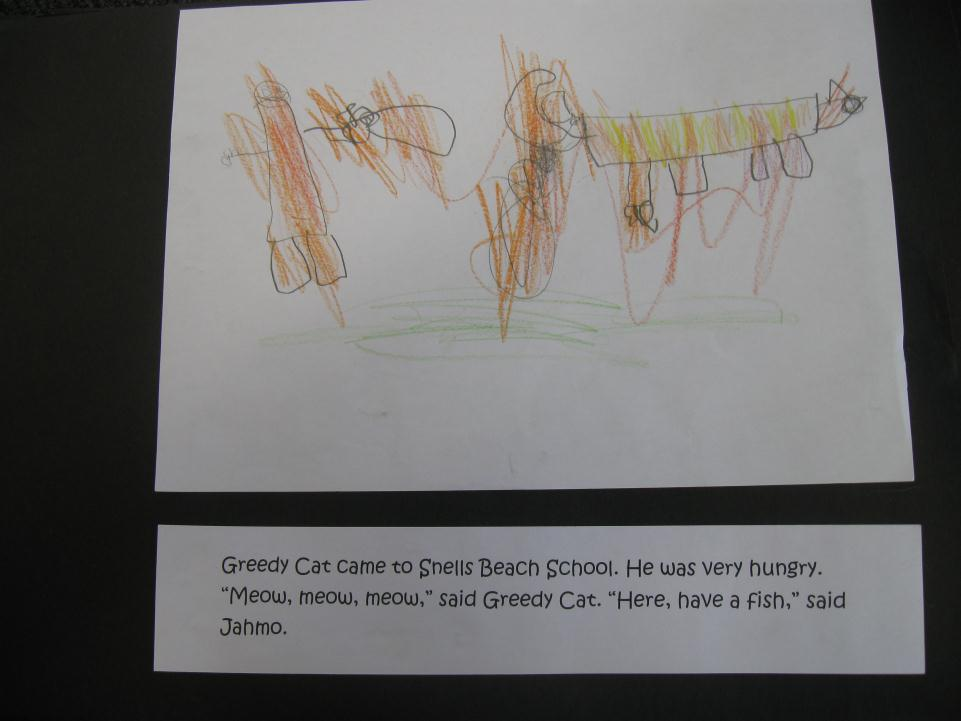 Greedy Cat came to Snells Beach School. He was very hungry.
“Meow, meow, meow,” said Greedy Cat. “Here, have a fish,” said
Jahmo.